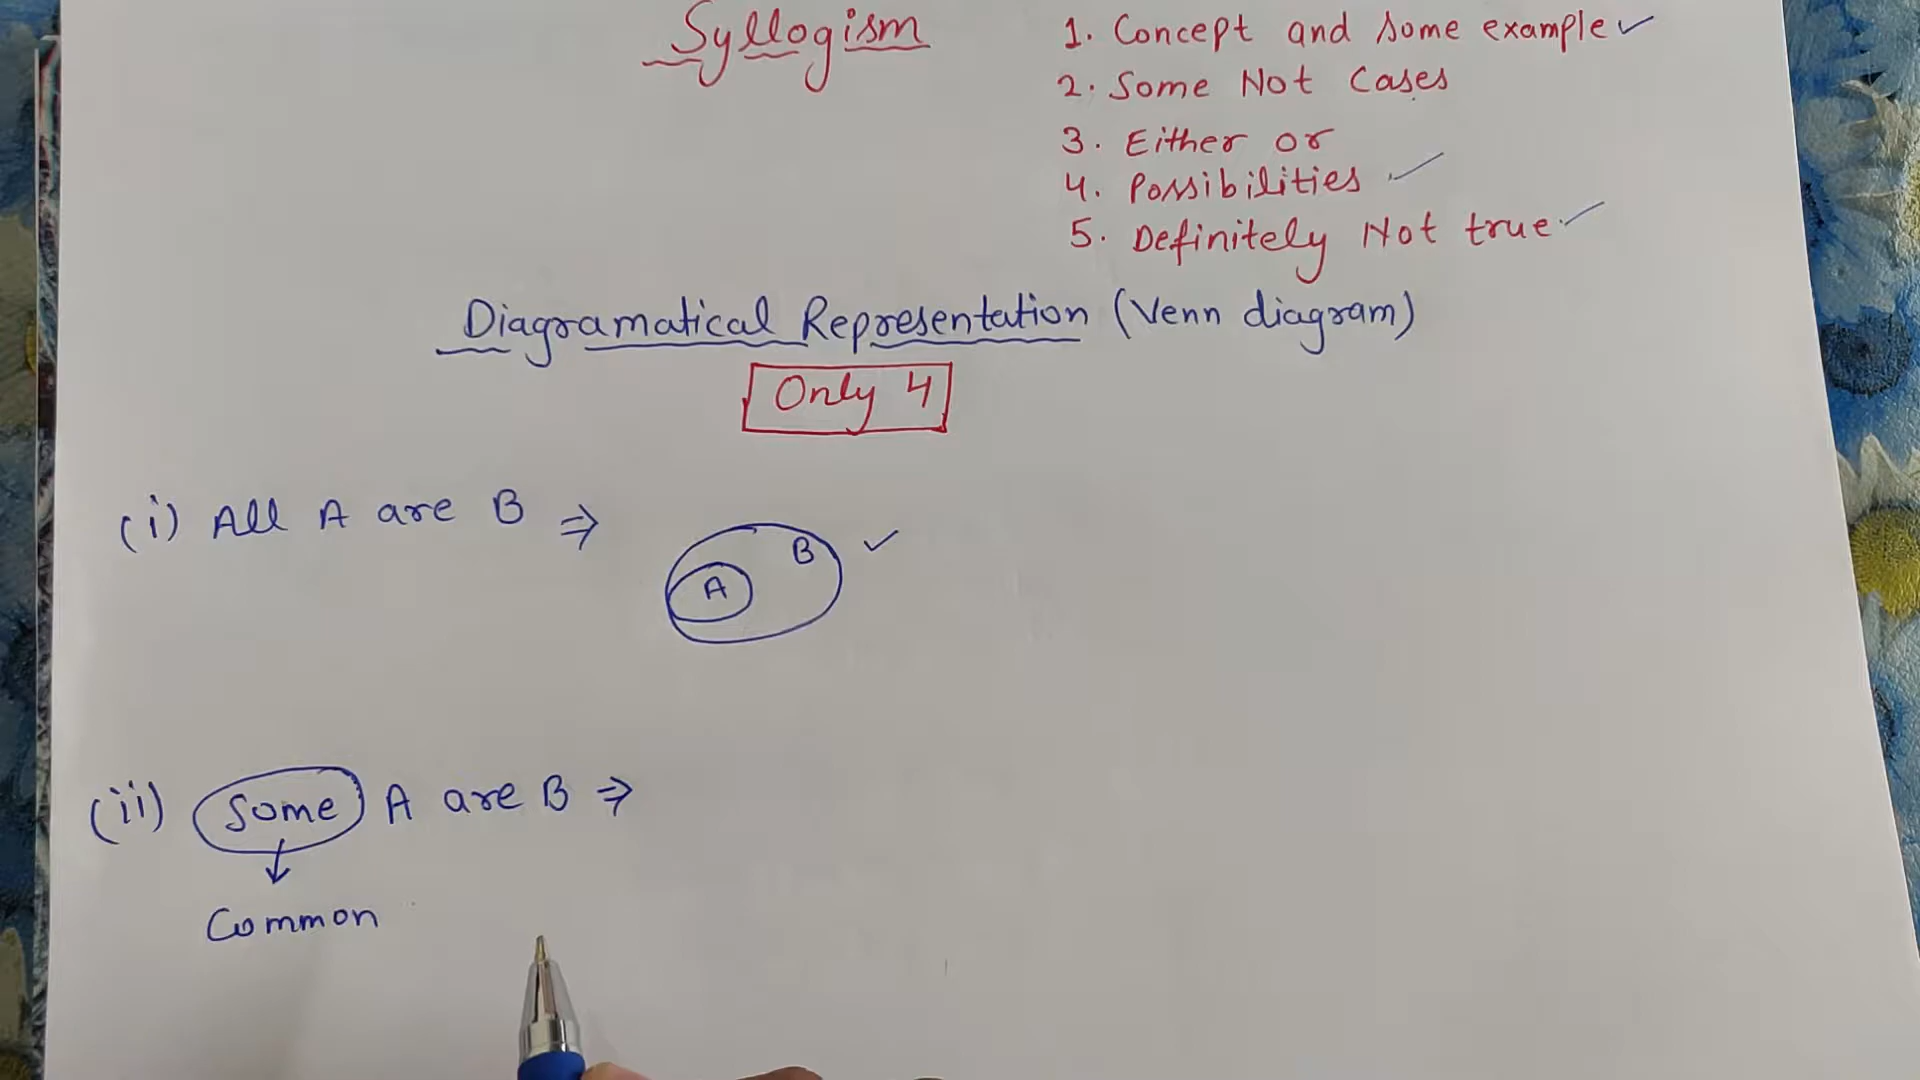 Syllogism
1. Concept and some example ✓
2. Some Not Cases
3. Either or
4. Possibilities ✓
5. Definitely Not true ✓
Diagramatical Representation (Venn diagram)
Only 4
(i) All A are B ⇒
B ✓
A
(ii) Some A are B ⇒
↓
Common